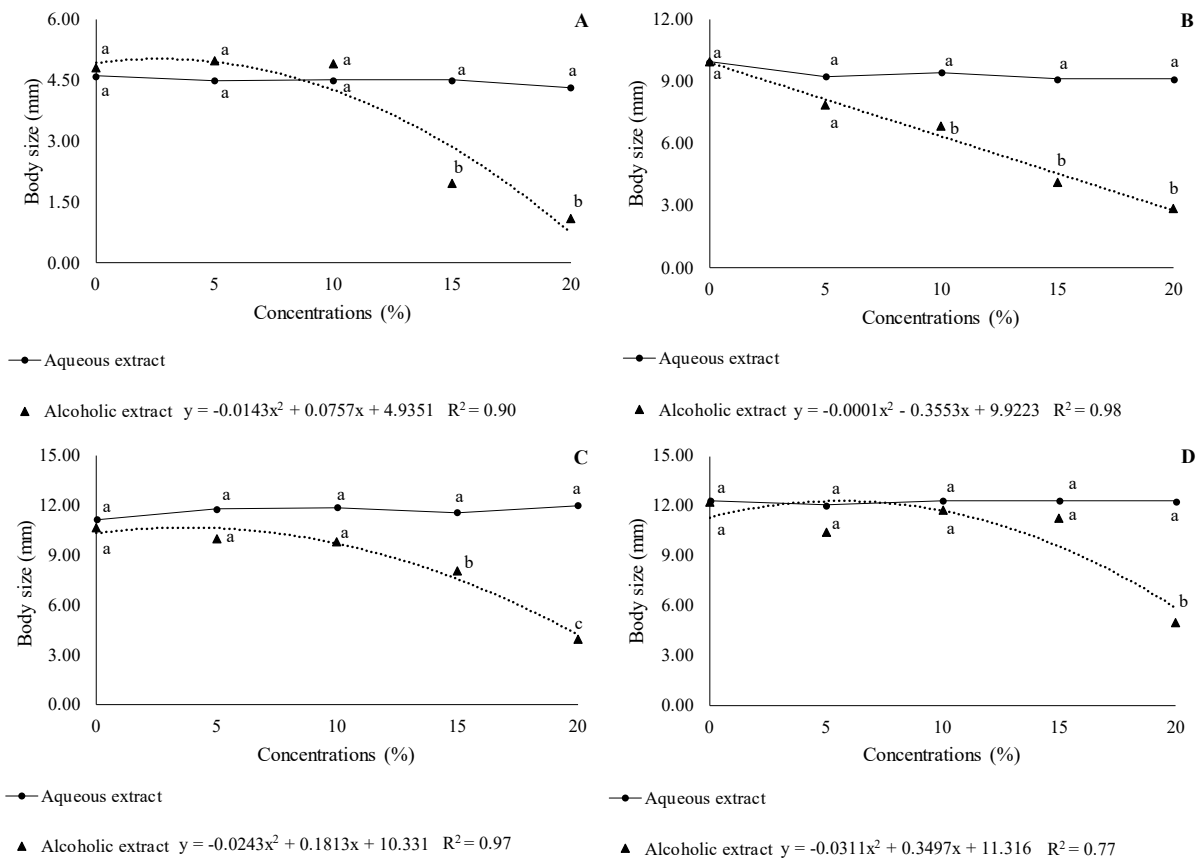 A
6.00
4.50
3.00
1.50
0.00
Body size (mm)
a a a a a
a a a b b
0 5 10 15 20
Concentrations (%)
Aqueous extract
Alcoholic extract y = -0.0143x² + 0.0757x + 4.9351 R² = 0.90
B
12.00
9.00
6.00
3.00
0.00
Body size (mm)
a a a a a
a a b b b
0 5 10 15 20
Concentrations (%)
Aqueous extract
Alcoholic extract y = -0.0001x² - 0.3553x + 9.9223 R² = 0.98
C
15.00
12.00
9.00
6.00
3.00
0.00
Body size (mm)
a a a a a
a a a b c
0 5 10 15 20
Concentrations (%)
Aqueous extract
Alcoholic extract y = -0.0243x² + 0.1813x + 10.331 R² = 0.97
D
15.00
12.00
9.00
6.00
3.00
0.00
Body size (mm)
a a a a a
a a a a b
0 5 10 15 20
Concentrations (%)
Aqueous extract
Alcoholic extract y = -0.0311x² + 0.3497x + 11.316 R² = 0.77